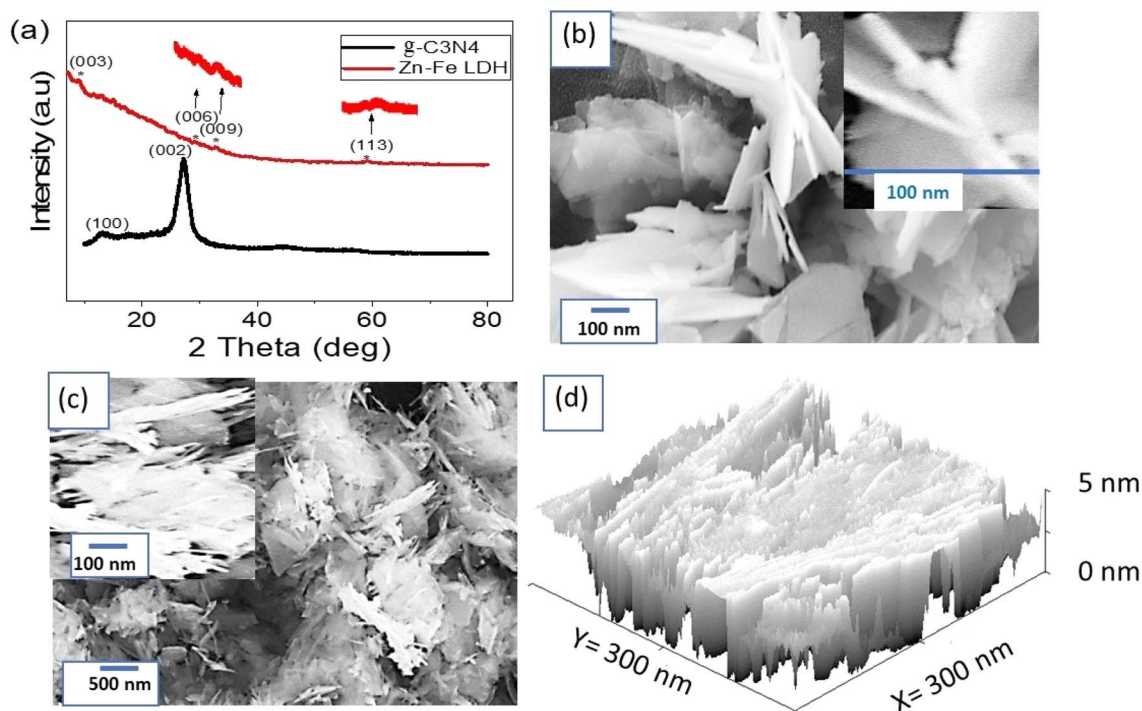 (a)
Intensity (a.u)
(003)
(006)
(009)
(113)
(002)
(100)
*
*
*
*
g-C3N4
Zn-Fe LDH
20
40
60
80
2 Theta (deg)
(b)
100 nm
100 nm
(c)
100 nm
500 nm
(d)
5 nm
0 nm
Y= 300 nm
X= 300 nm